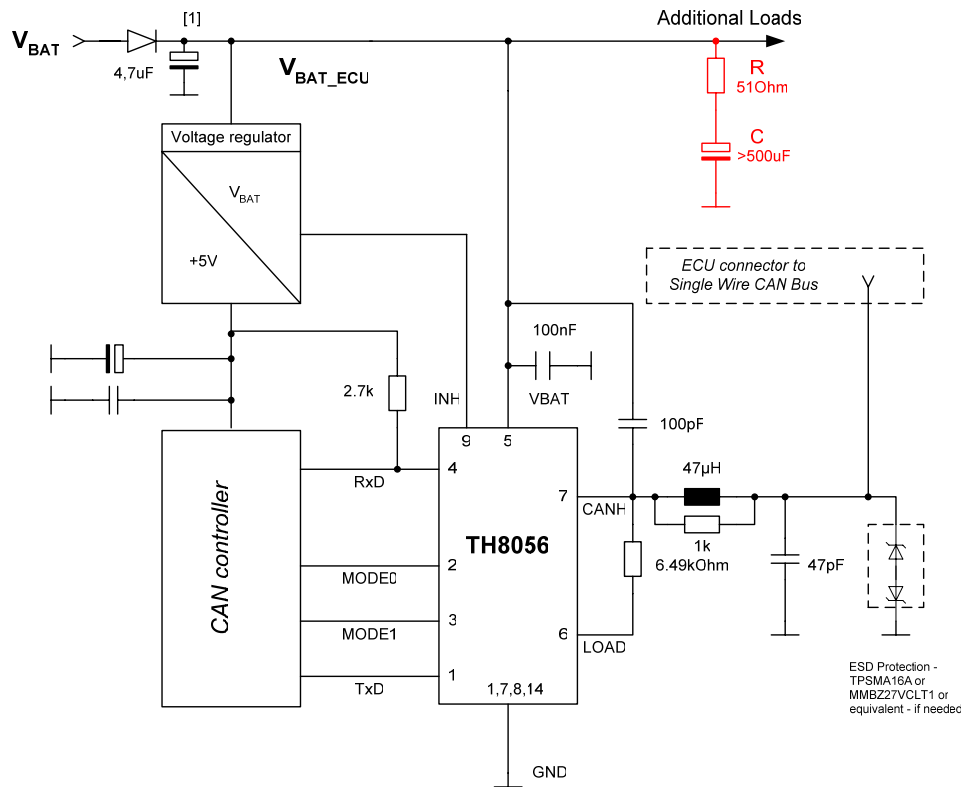 [1]
Additional Loads
VBAT
4,7uF
VBAT_ECU
R
51Ohm
C
>500uF
Voltage regulator
VBAT
+5V
ECU connector to
Single Wire CAN Bus
100nF
VBAT
2.7k
INH
100pF
9
5
4
RxD
47µH
7
CANH
TH8056
1k
6.49kOhm
47pF
CAN controller
2
MODE0
3
MODE1
6
LOAD
1
TxD
1,7,8,14
GND
ESD Protection -
TPSMA16A or
MMBZ27VCLT1 or
equivalent - if needed